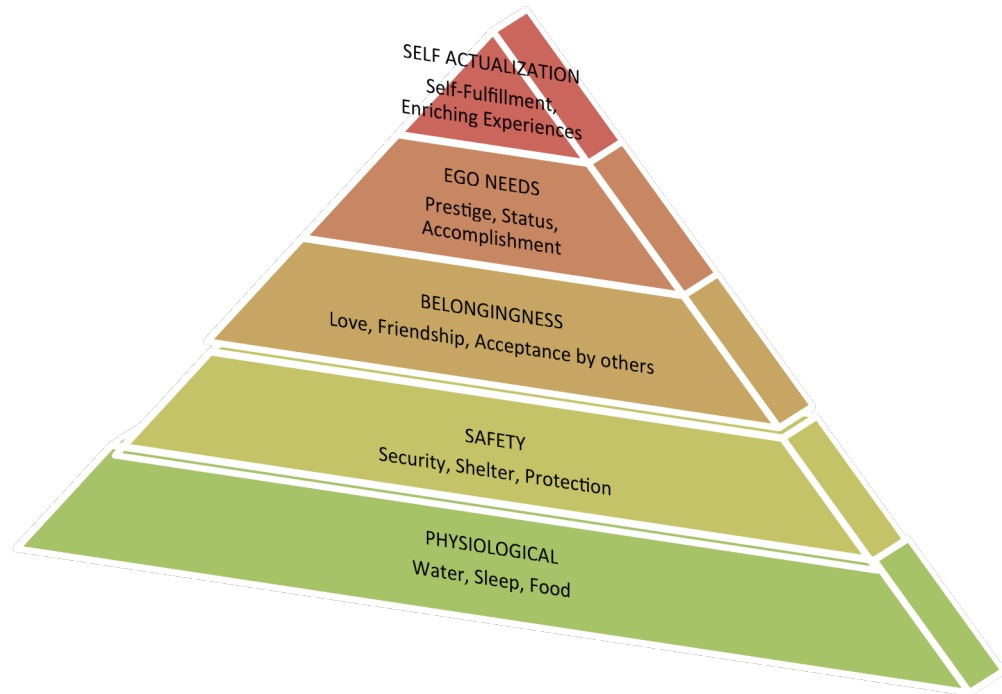 SELF ACTUALIZATION
Self-Fulfillment,
Enriching Experiences
EGO NEEDS
Prestige, Status,
Accomplishment
BELONGINGNESS
Love, Friendship, Acceptance by others
SAFETY
Security, Shelter, Protection
PHYSIOLOGICAL
Water, Sleep, Food